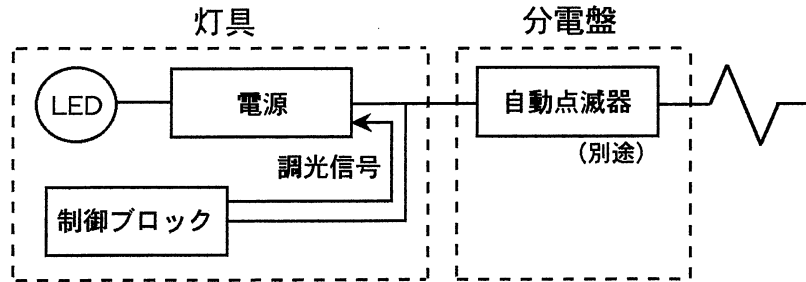 灯具
分電盤
LED
電源
自動点滅器
(別途)
調光信号
制御ブロック